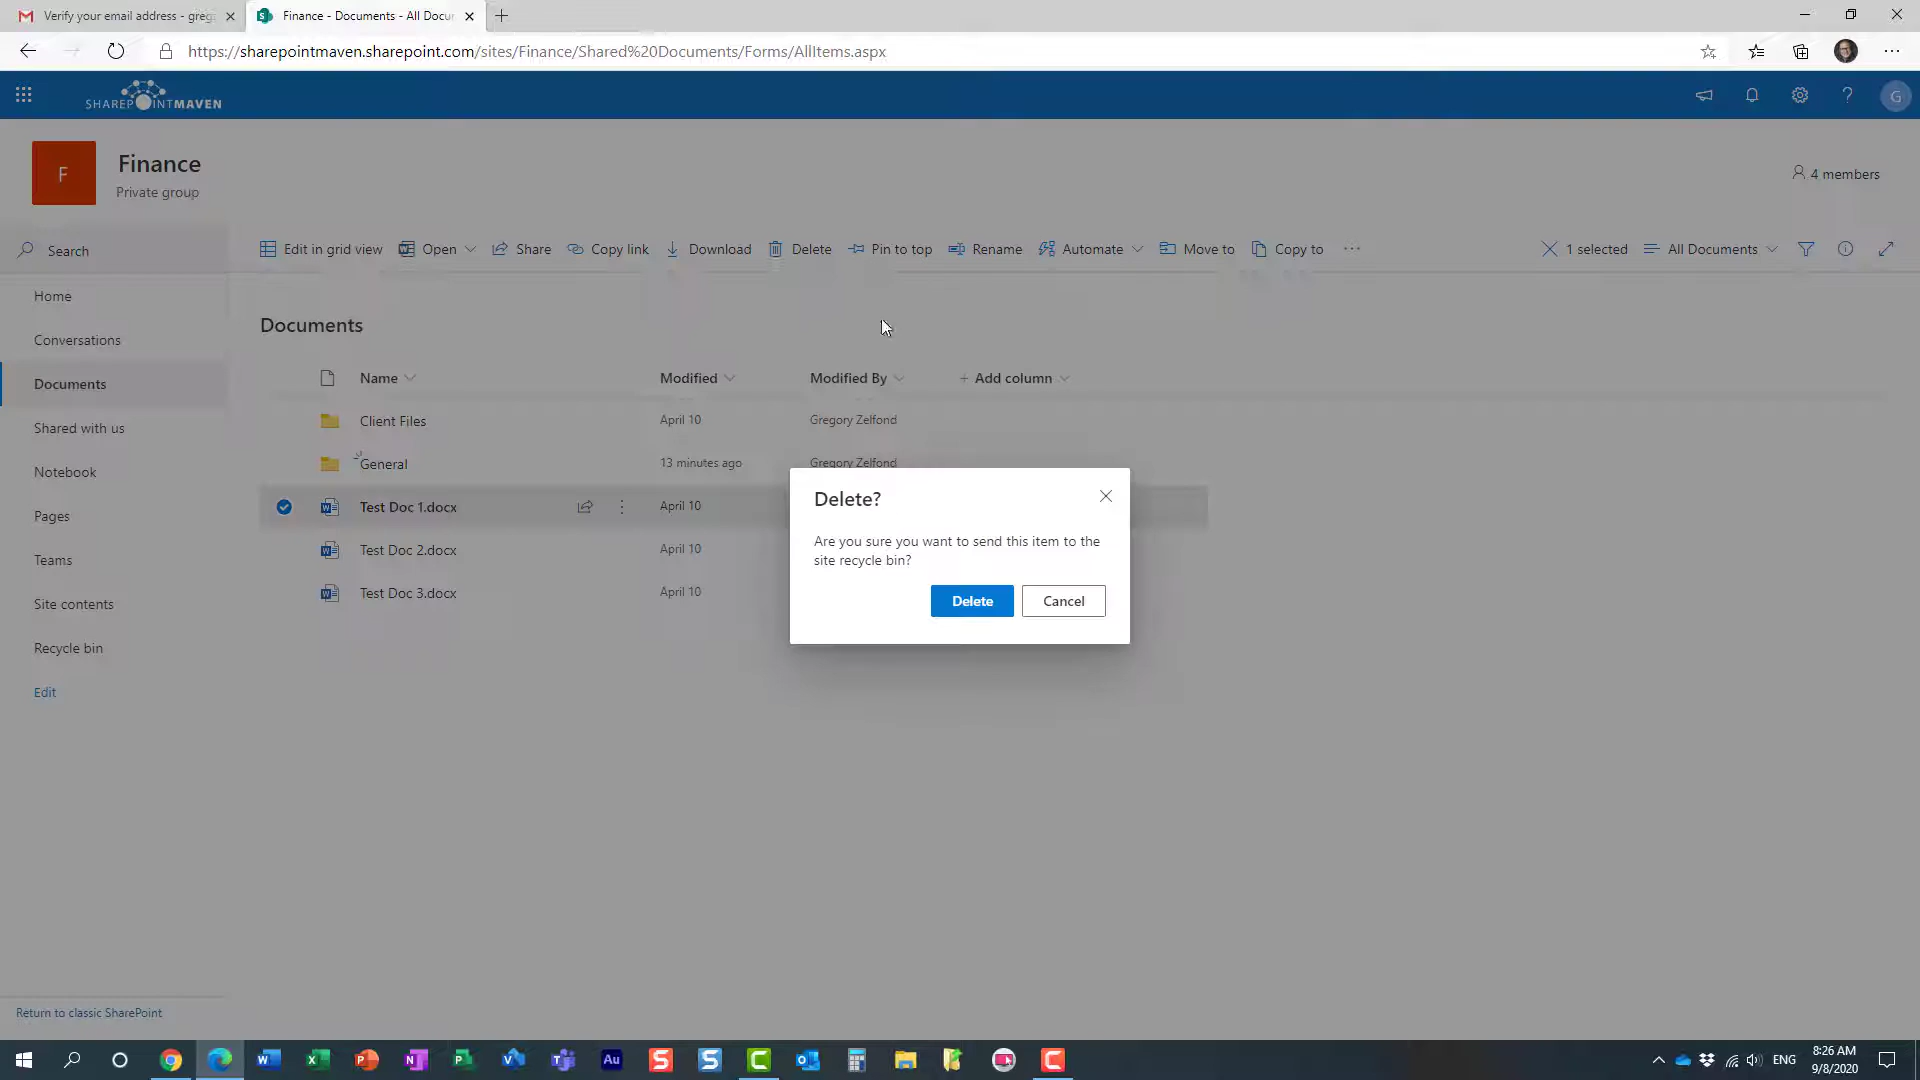 Verify your email address - greg
Finance - Documents - All Docu
https://sharepointmaven.sharepoint.com/sites/Finance/Shared%20Documents/Forms/AllItems.aspx
SHAREPOINTMAVEN
G
F
Finance
Private group
4 members
Search
Edit in grid view
Open
Share
Copy link
Download
Delete
Pin to top
Rename
Automate
Move to
Copy to
1 selected
All Documents
Home
Conversations
Documents
Shared with us
Notebook
Pages
Teams
Site contents
Recycle bin
Edit
Documents
Name
Modified
Modified By
+ Add column
Client Files
April 10
Gregory Zelfond
General
13 minutes ago
Gregory Zelfond
Test Doc 1.docx
April 10
Test Doc 2.docx
April 10
Test Doc 3.docx
April 10
Delete?
Are you sure you want to send this item to the
site recycle bin?
Delete
Cancel
Return to classic SharePoint
Au
ENG
8:26 AM
9/8/2020